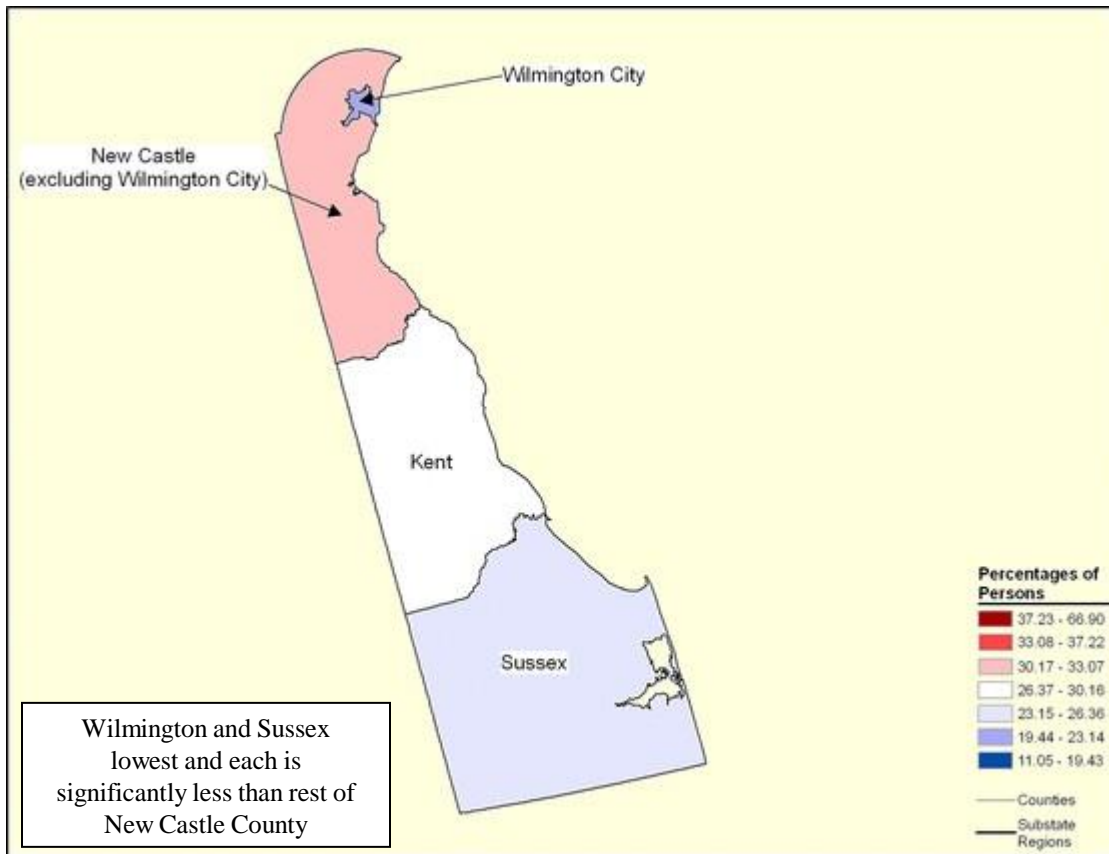 Wilmington City
New Castle
(excluding Wilmington City)
Kent
Sussex
Wilmington and Sussex
lowest and each is
significantly less than rest of
New Castle County
Percentages of
Persons
37.23 - 66.90
33.08 - 37.22
30.17 - 33.07
26.37 - 30.16
23.15 - 26.36
19.44 - 23.14
11.05 - 19.43
Counties
Substate
Regions